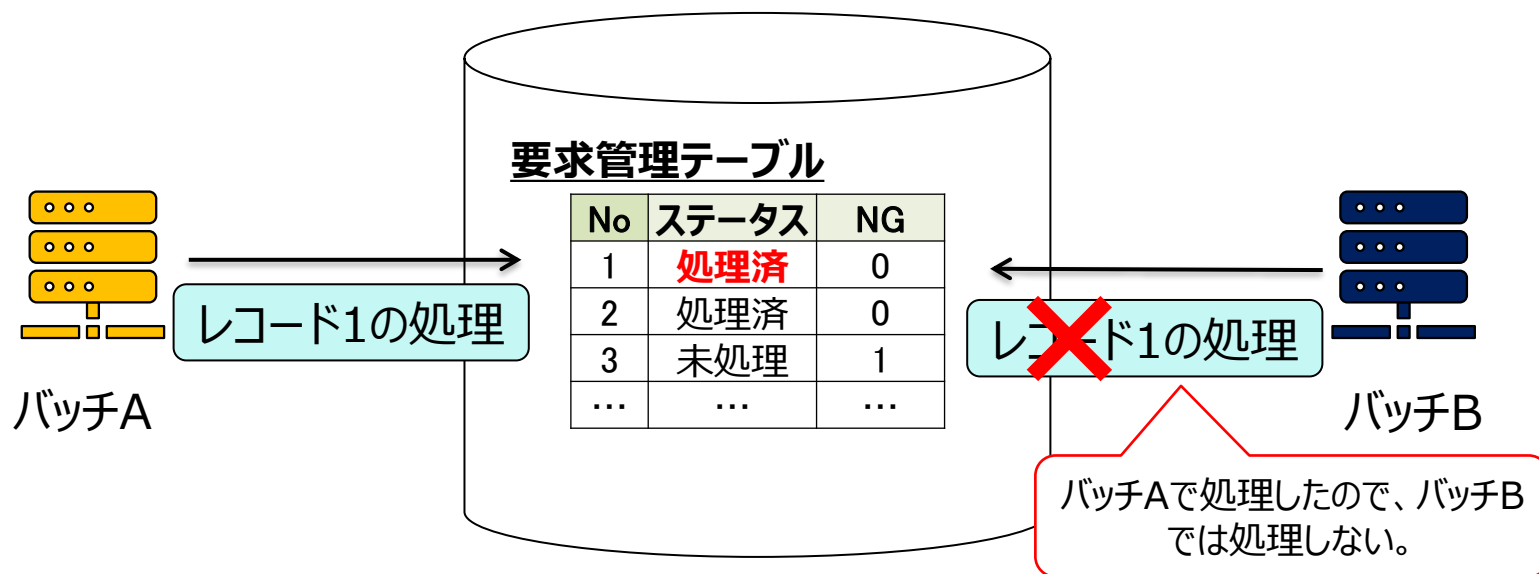 要求管理テーブル
No ステータス NG
1 処理済 0
2 処理済 0
3 未処理 1
… … …
レコード1の処理
バッチA
レコード1の処理
バッチB
バッチAで処理したので、バッチB
では処理しない。